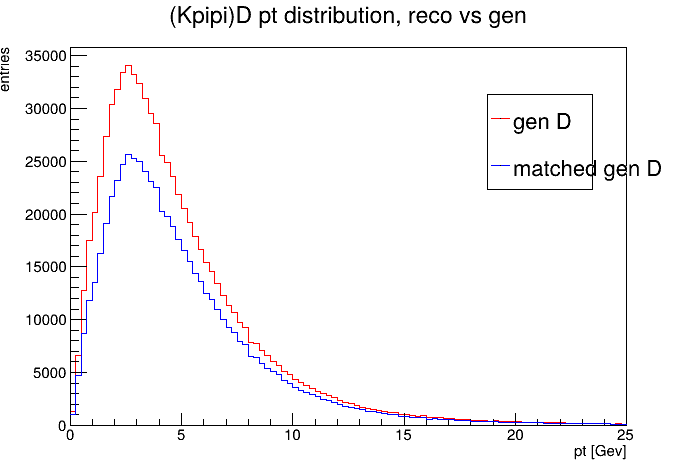 (Kpipi)D pt distribution, reco vs gen
entries
35000
30000
25000
20000
15000
10000
5000
0
gen D
matched gen D
0 5 10 15 20 25
pt [Gev]